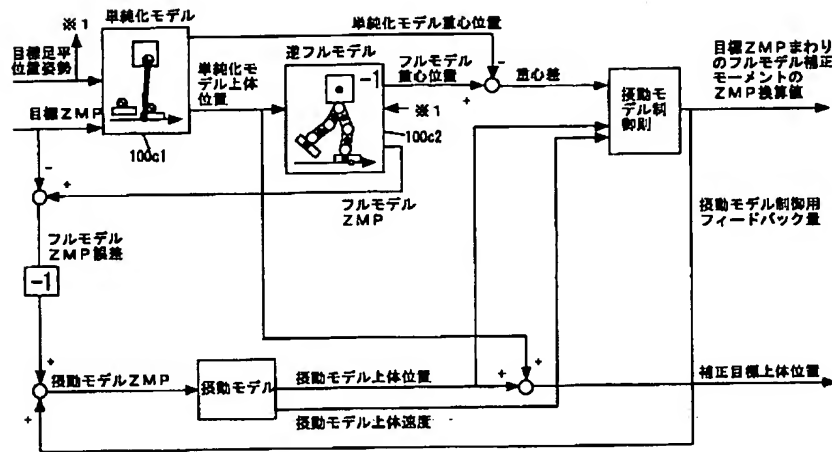 ※1
単純化モデル
単純化モデル重心位置
目標足平
位置姿勢
単純化
モデル上体
位置
逆フルモデル
フルモデル
重心位置
-
+
重心差
目標ZMPまわり
のフルモデル補正
モーメントの
ZMP換算値
-1
※1
摂動モ
デル制
御則
目標ZMP
100c1
100c2
-
+
フルモデル
ZMP
摂動モデル制御用
フィードバック量
フルモデル
ZMP誤差
-1
+
+
摂動モデルZMP
摂動モデル
摂動モデル上体位置
+
+
補正目標上体位置
摂動モデル上体速度